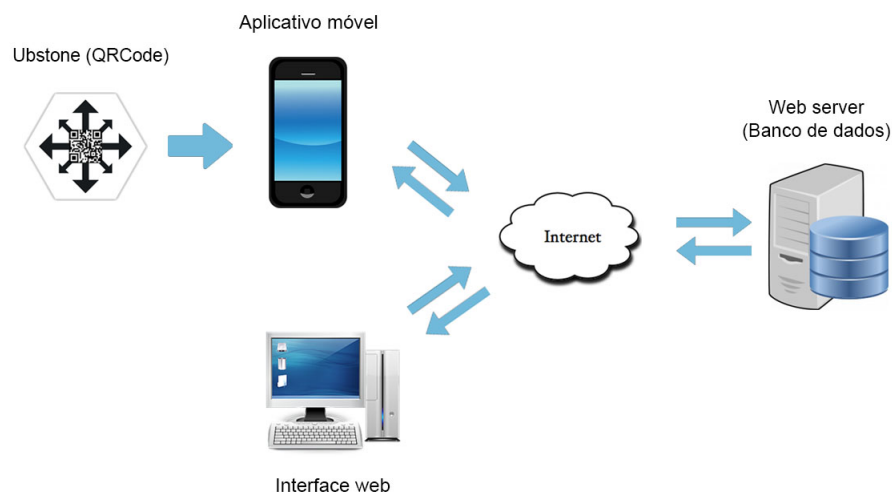 Aplicativo móvel
Ubstone (QRCode)
Web server
(Banco de dados)
Internet
Interface web